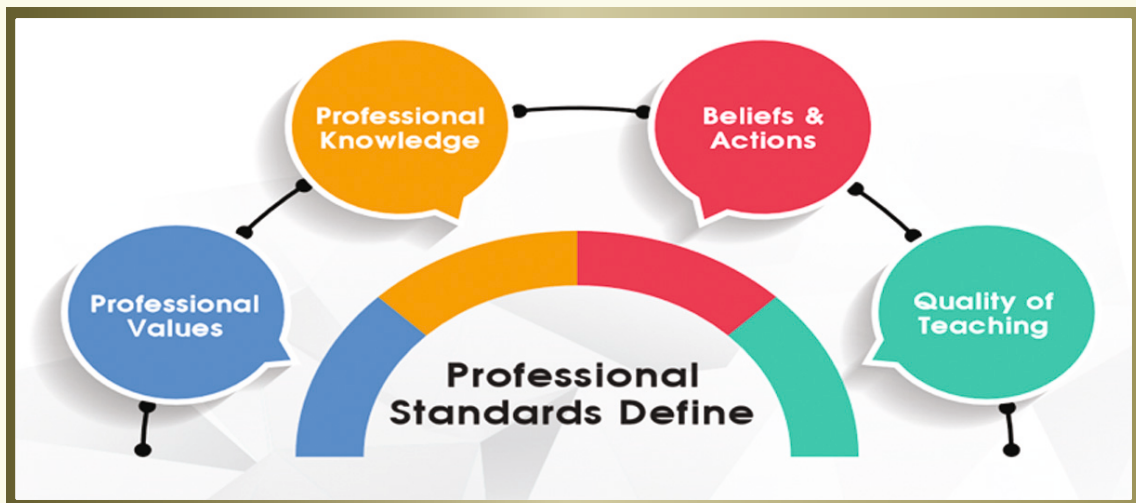 Professional
Knowledge
Beliefs &
Actions
Professional
Values
Quality of
Teaching
Professional
Standards Define